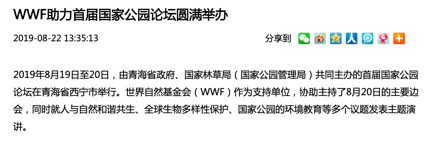 WWF助力首届国家公园论坛圆满举办
2019-08-22 13:35:13 分享到
2019年8月19日至20日，由青海省政府、国家林草局（国家公园管理局）共同主办的首届国家公园
论坛在青海省西宁市举行。世界自然基金会（WWF）作为支持单位，协助主持了8月20日的主要边
会，同时就人与自然和谐共生、全球生物多样性保护、国家公园的环境教育等多个议题发表主题演
讲。